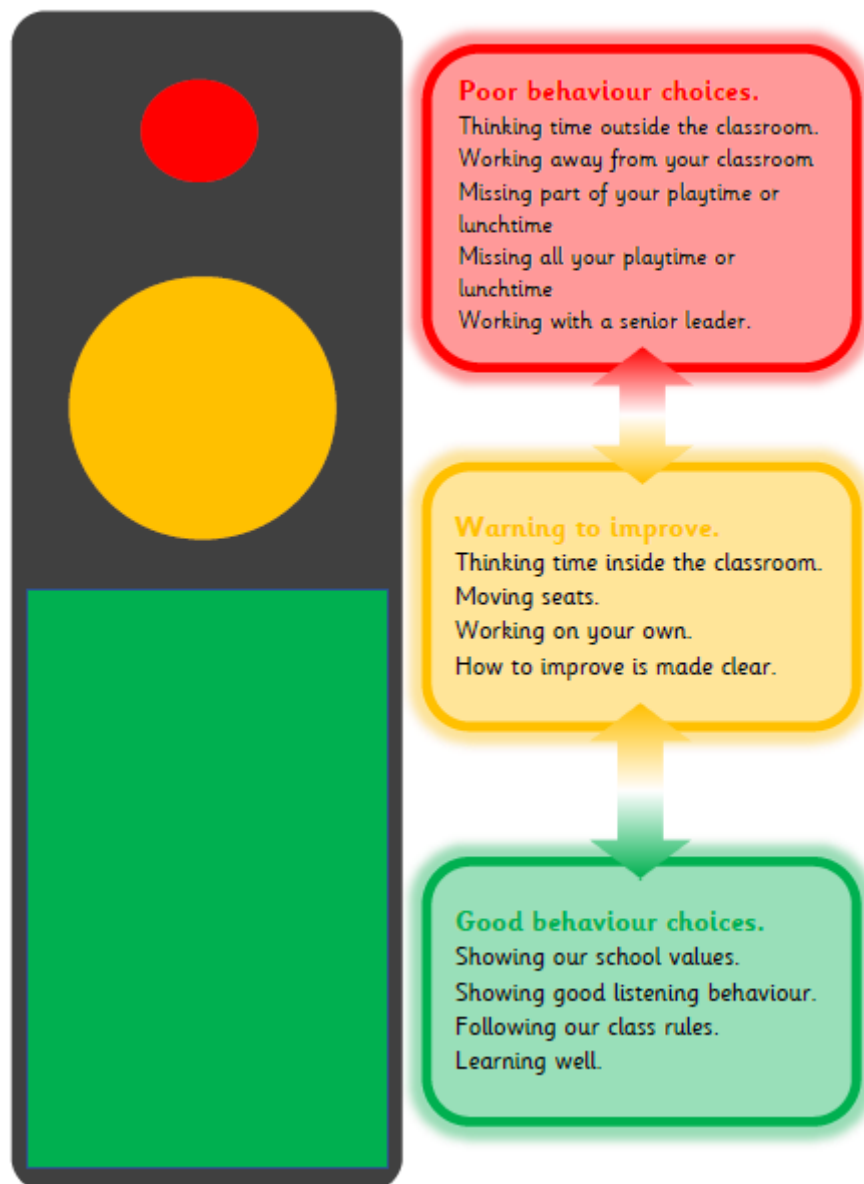 Poor behaviour choices.
Thinking time outside the classroom.
Working away from your classroom
Missing part of your playtime or
lunchtime
Missing all your playtime or
lunchtime
Working with a senior leader.
Warning to improve.
Thinking time inside the classroom.
Moving seats.
Working on your own.
How to improve is made clear.
Good behaviour choices.
Showing our school values.
Showing good listening behaviour.
Following our class rules.
Learning well.